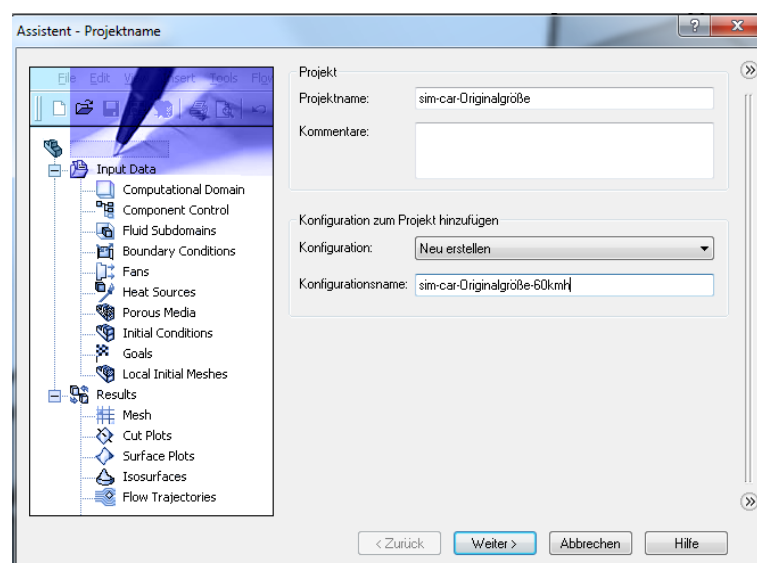 Assistent - Projektname
File Edit Insert Tools Flow
Input Data
Computational Domain
Component Control
Fluid Subdomains
Boundary Conditions
Fans
Heat Sources
Porous Media
Initial Conditions
Goals
Local Initial Meshes
Results
Mesh
Cut Plots
Surface Plots
Isosurfaces
Flow Trajectories
Projekt
Projektname: sim-car-Originalgröße
Kommentare:
Konfiguration zum Projekt hinzufügen
Konfiguration: Neu erstellen
Konfigurationsname: sim-car-Originalgröße-60kmh
< Zurück Weiter > Abbrechen Hilfe